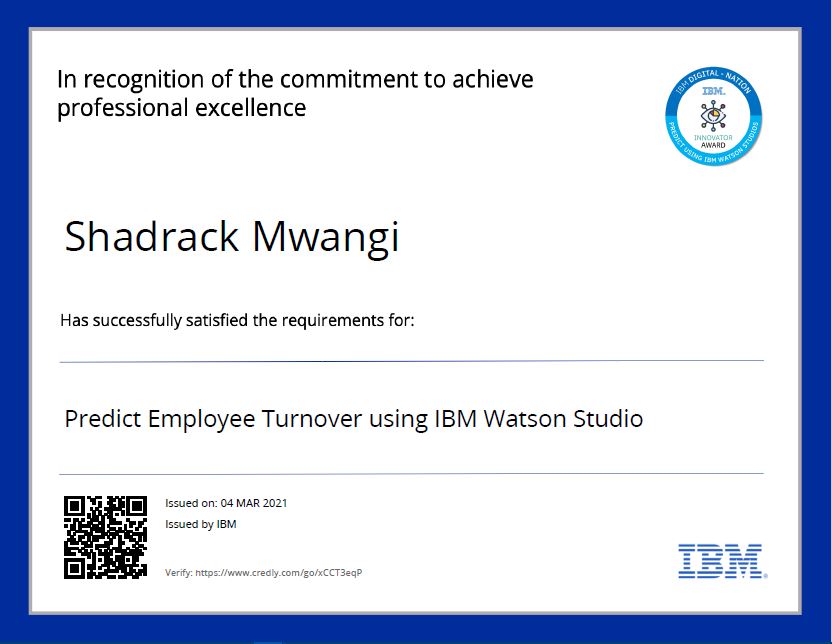 In recognition of the commitment to achieve
professional excellence
IBM DIGITAL - NATION
IBM.
INNOVATOR
AWARD
PREDICT USING IBM WATSON STUDIOS
Shadrack Mwangi
Has successfully satisfied the requirements for:
Predict Employee Turnover using IBM Watson Studio
Issued on: 04 MAR 2021
Issued by IBM
Verify: https://www.credly.com/go/xCCT3eqP
IBM®